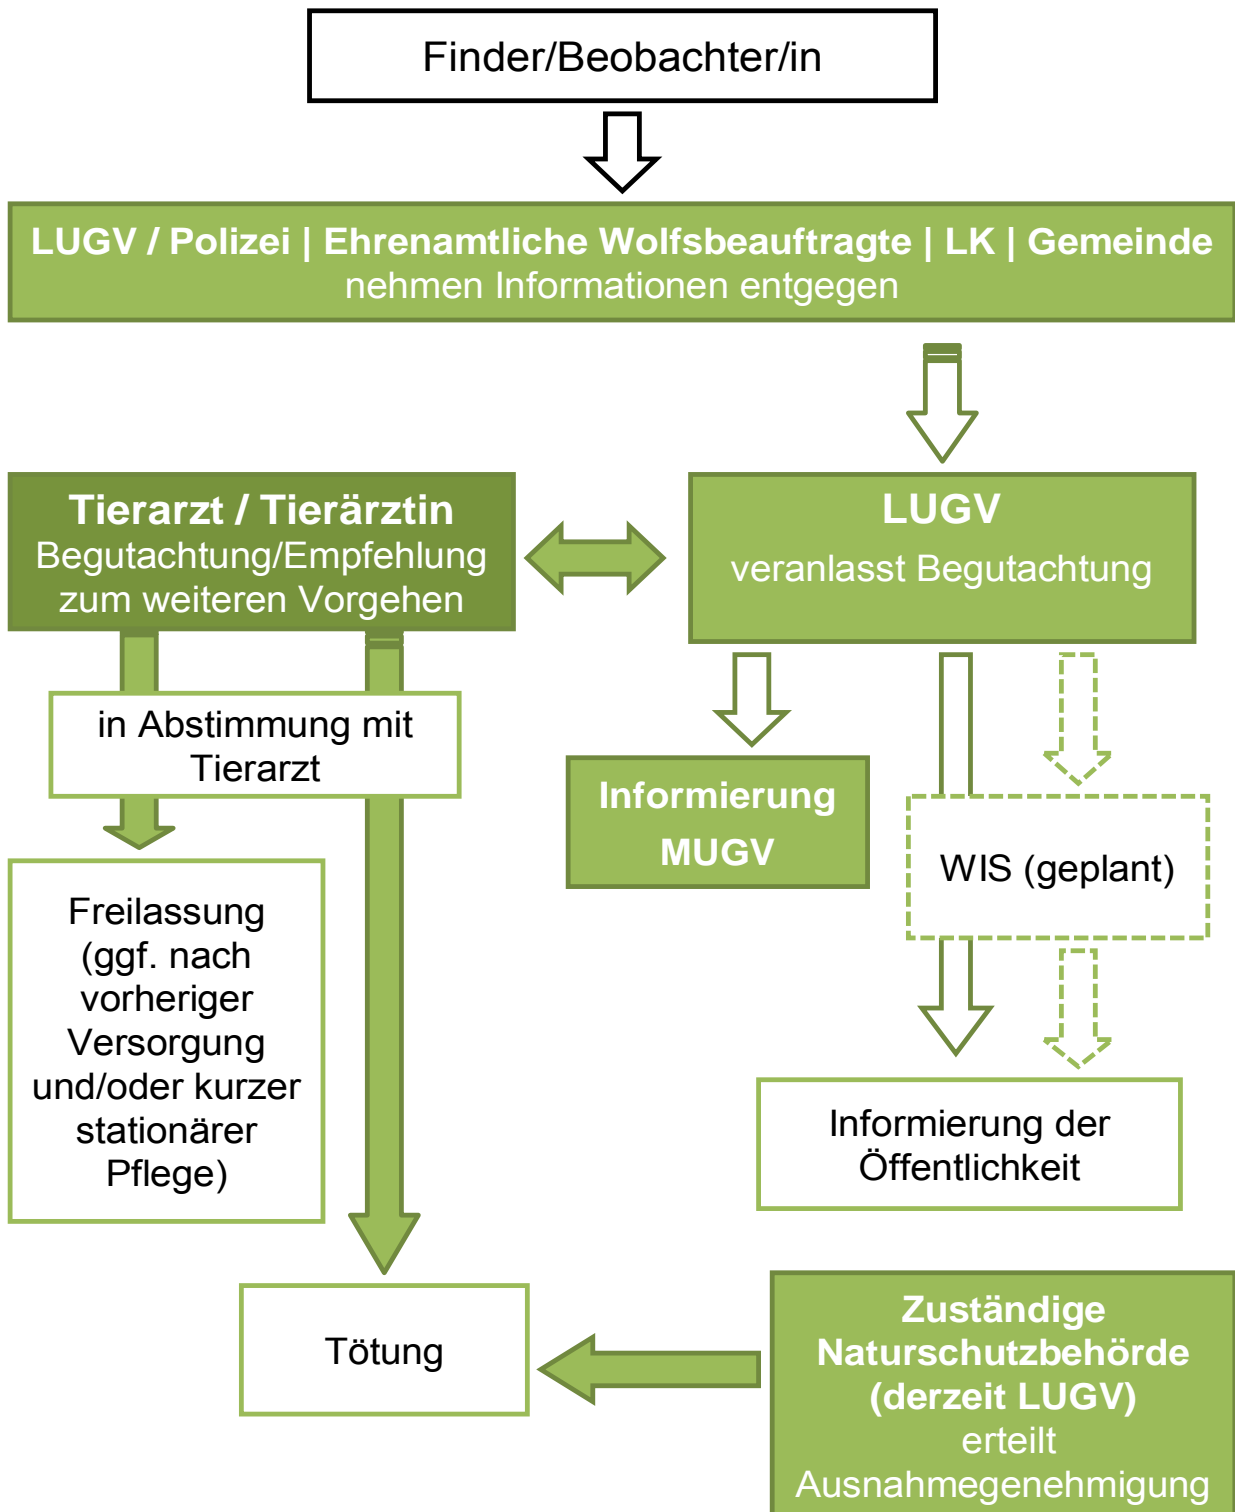 Finder/Beobachter/in
LUGV / Polizei | Ehrenamtliche Wolfsbeauftragte | LK | Gemeinde
nehmen Informationen entgegen
Tierarzt / Tierärztin
Begutachtung/Empfehlung
zum weiteren Vorgehen
LUGV
veranlasst Begutachtung
in Abstimmung mit
Tierarzt
Informierung
MUGV
WIS (geplant)
Freilassung
(ggf. nach
vorheriger
Versorgung
und/oder kurzer
stationärer
Pflege)
Informierung der
Öffentlichkeit
Tötung
Zuständige
Naturschutzbehörde
(derzeit LUGV)
erteilt
Ausnahmegenehmigung